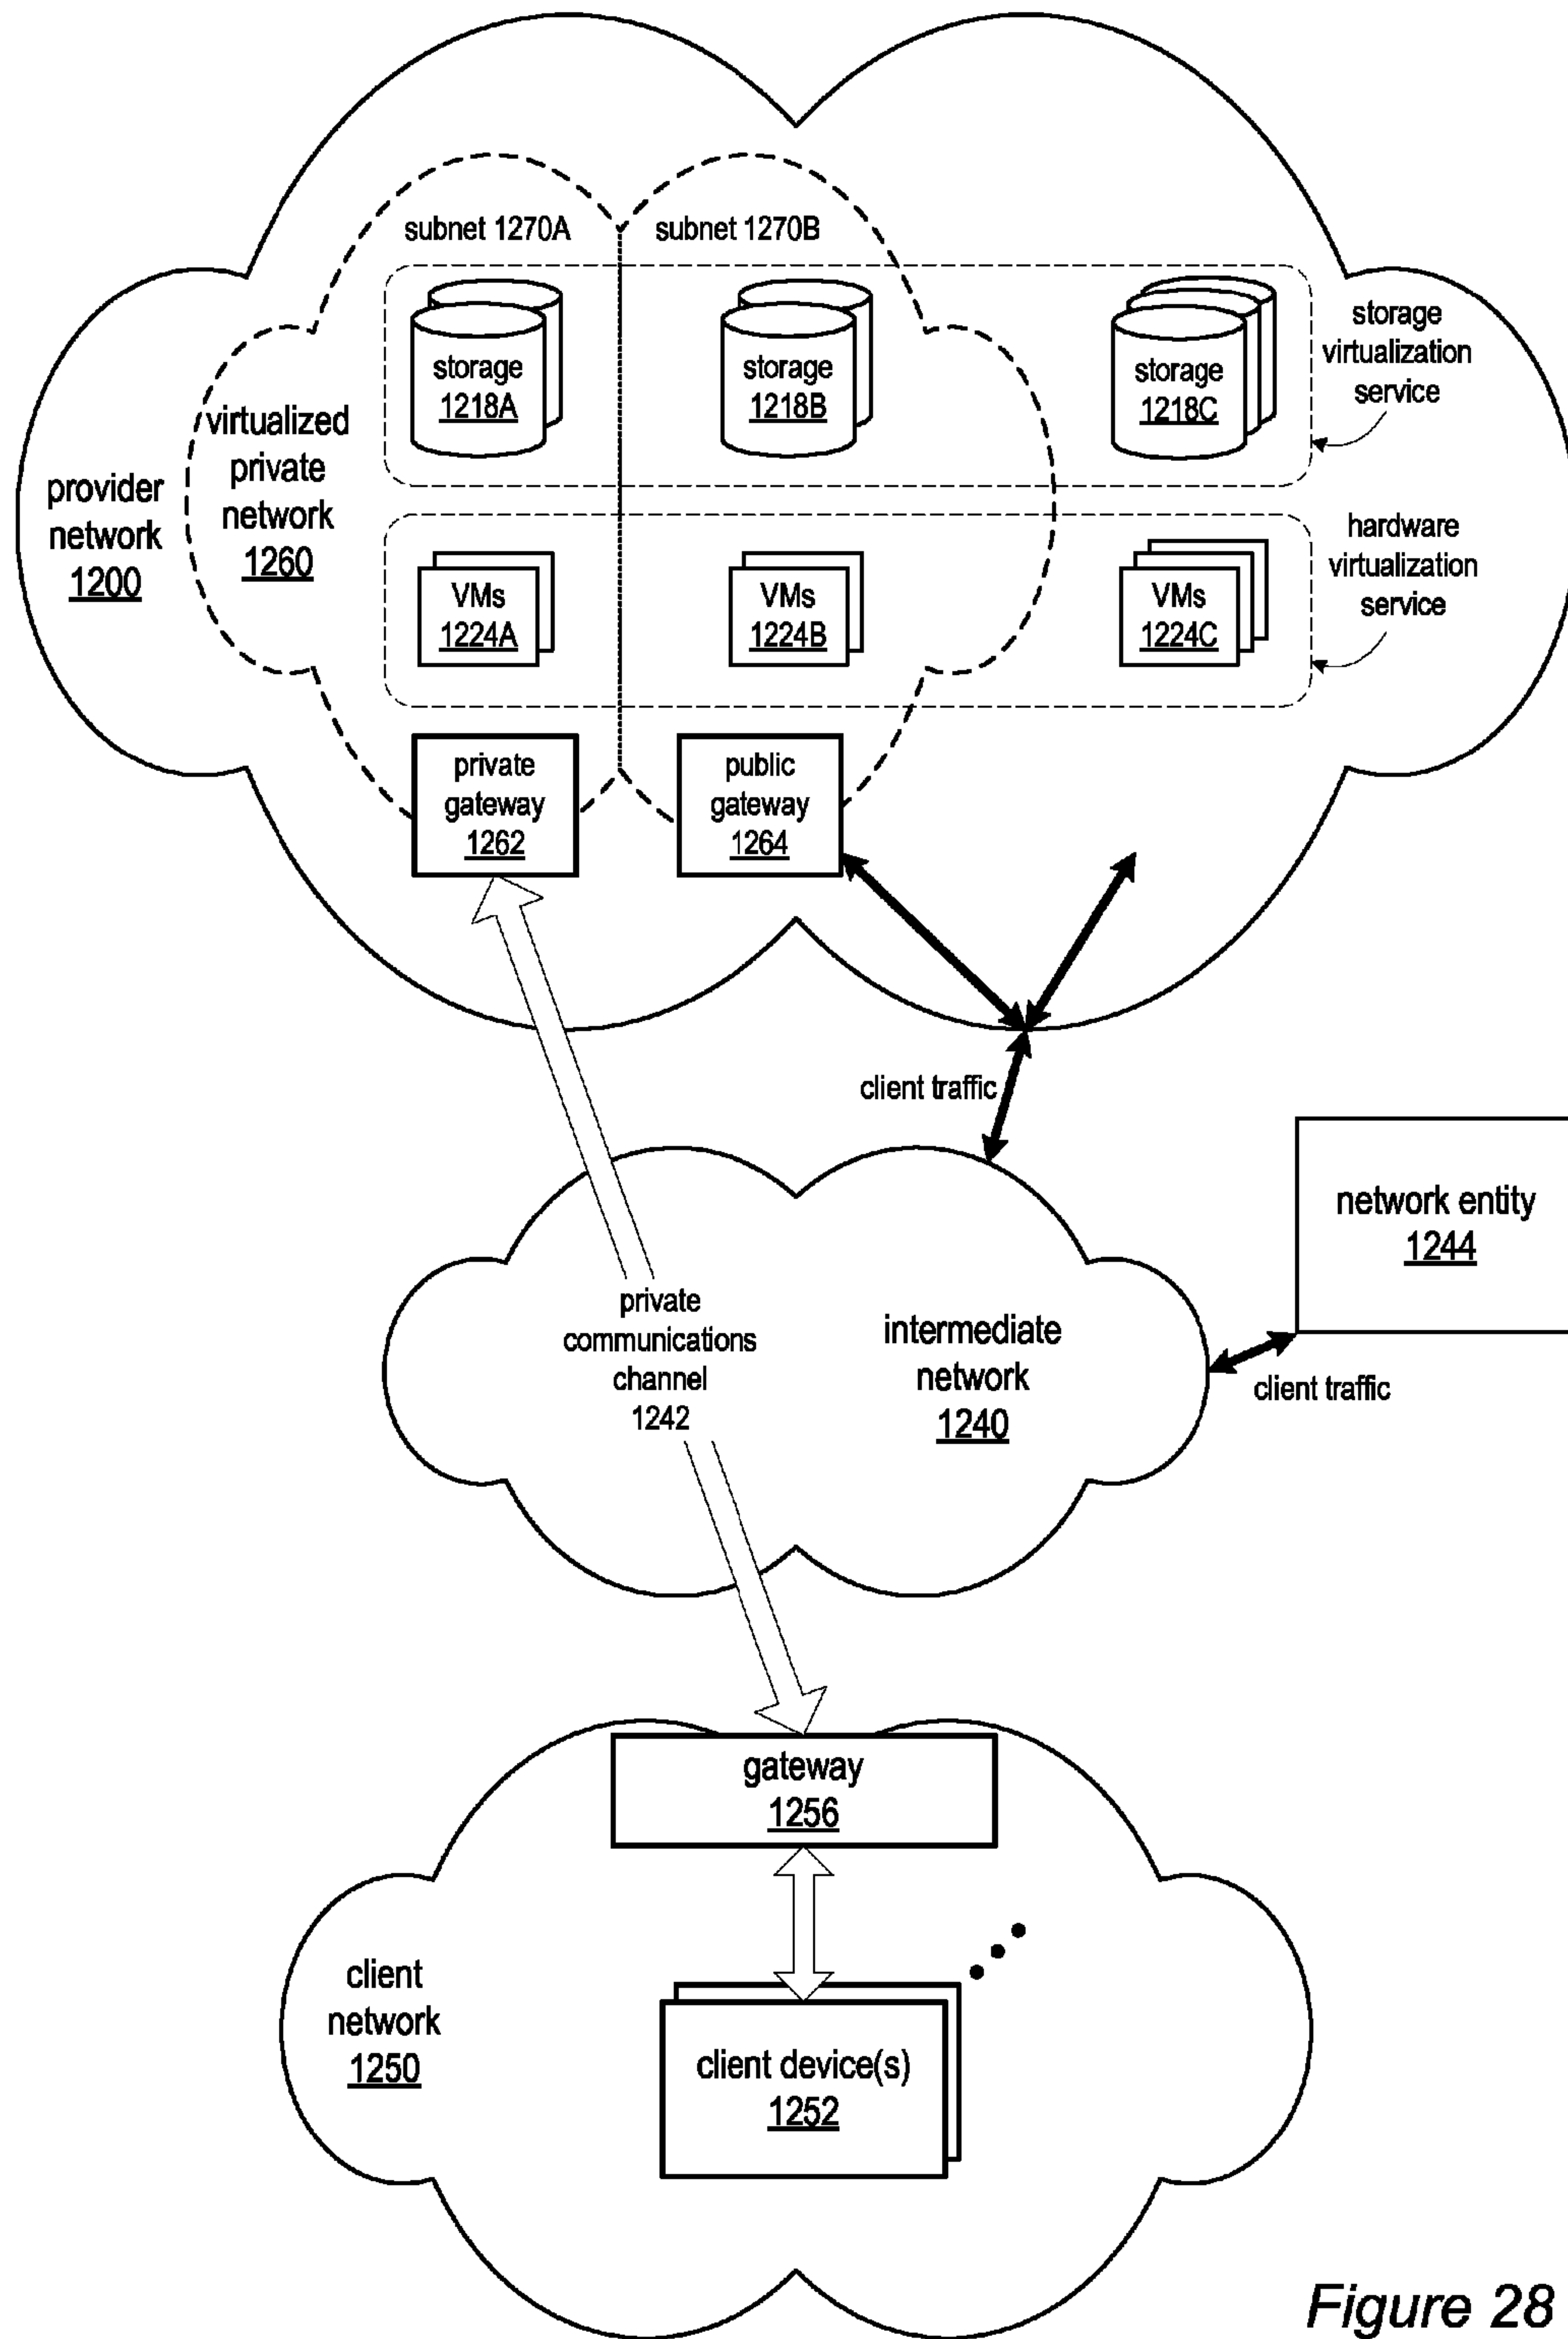 subnet 1270A
subnet 1270B
storage
1218A
storage
1218B
storage
1218C
storage
virtualization
service
virtualized
private
network
1260
provider
network
1200
VMs
1224A
VMs
1224B
VMs
1224C
hardware
virtualization
service
private
gateway
1262
public
gateway
1264
client traffic
network entity
1244
private
communications
channel
1242
intermediate
network
1240
client traffic
gateway
1256
client
network
1250
client device(s)
1252
Figure 28